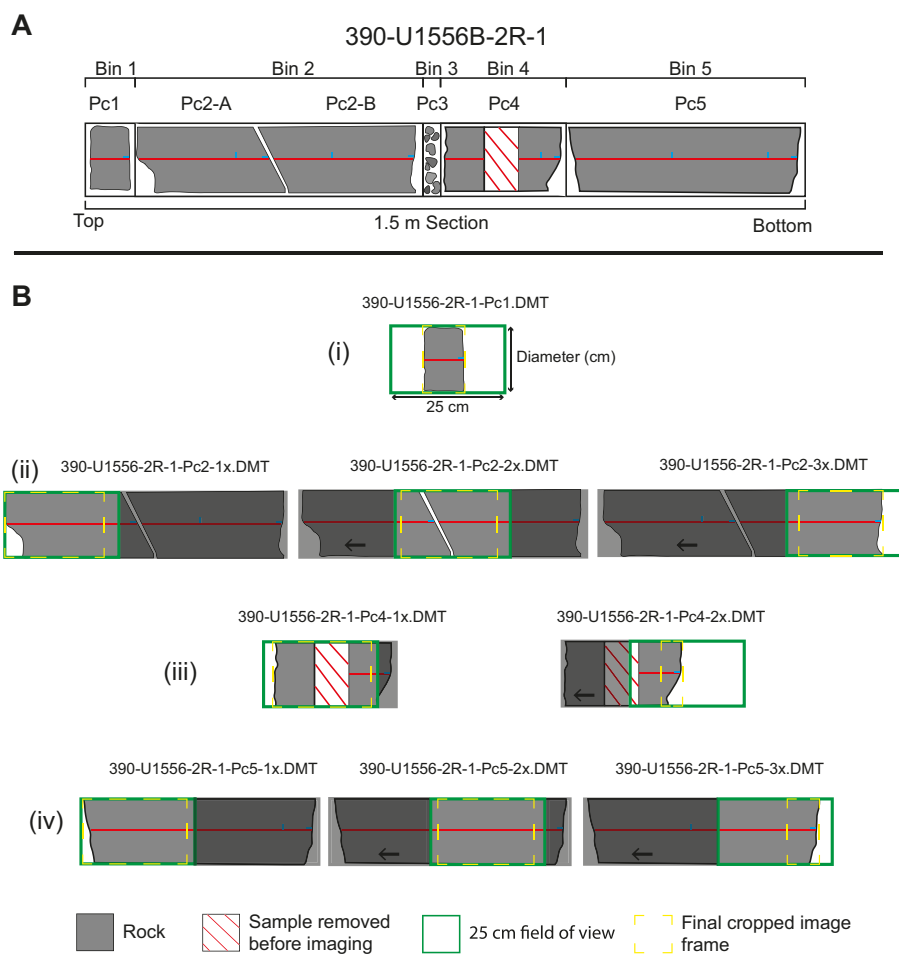 A
390-U1556B-2R-1
Bin 1 Bin 2 Bin 3 Bin 4 Bin 5
Pc1 Pc2-A Pc2-B Pc3 Pc4 Pc5
Top 1.5 m Section Bottom
B
390-U1556-2R-1-Pc1.DMT
(i)
Diameter (cm)
25 cm
(ii)
390-U1556-2R-1-Pc2-1x.DMT 390-U1556-2R-1-Pc2-2x.DMT 390-U1556-2R-1-Pc2-3x.DMT
390-U1556-2R-1-Pc4-1x.DMT 390-U1556-2R-1-Pc4-2x.DMT
(iii)
390-U1556-2R-1-Pc5-1x.DMT 390-U1556-2R-1-Pc5-2x.DMT 390-U1556-2R-1-Pc5-3x.DMT
(iv)
Rock
Sample removed
before imaging
25 cm field of view
Final cropped image
frame